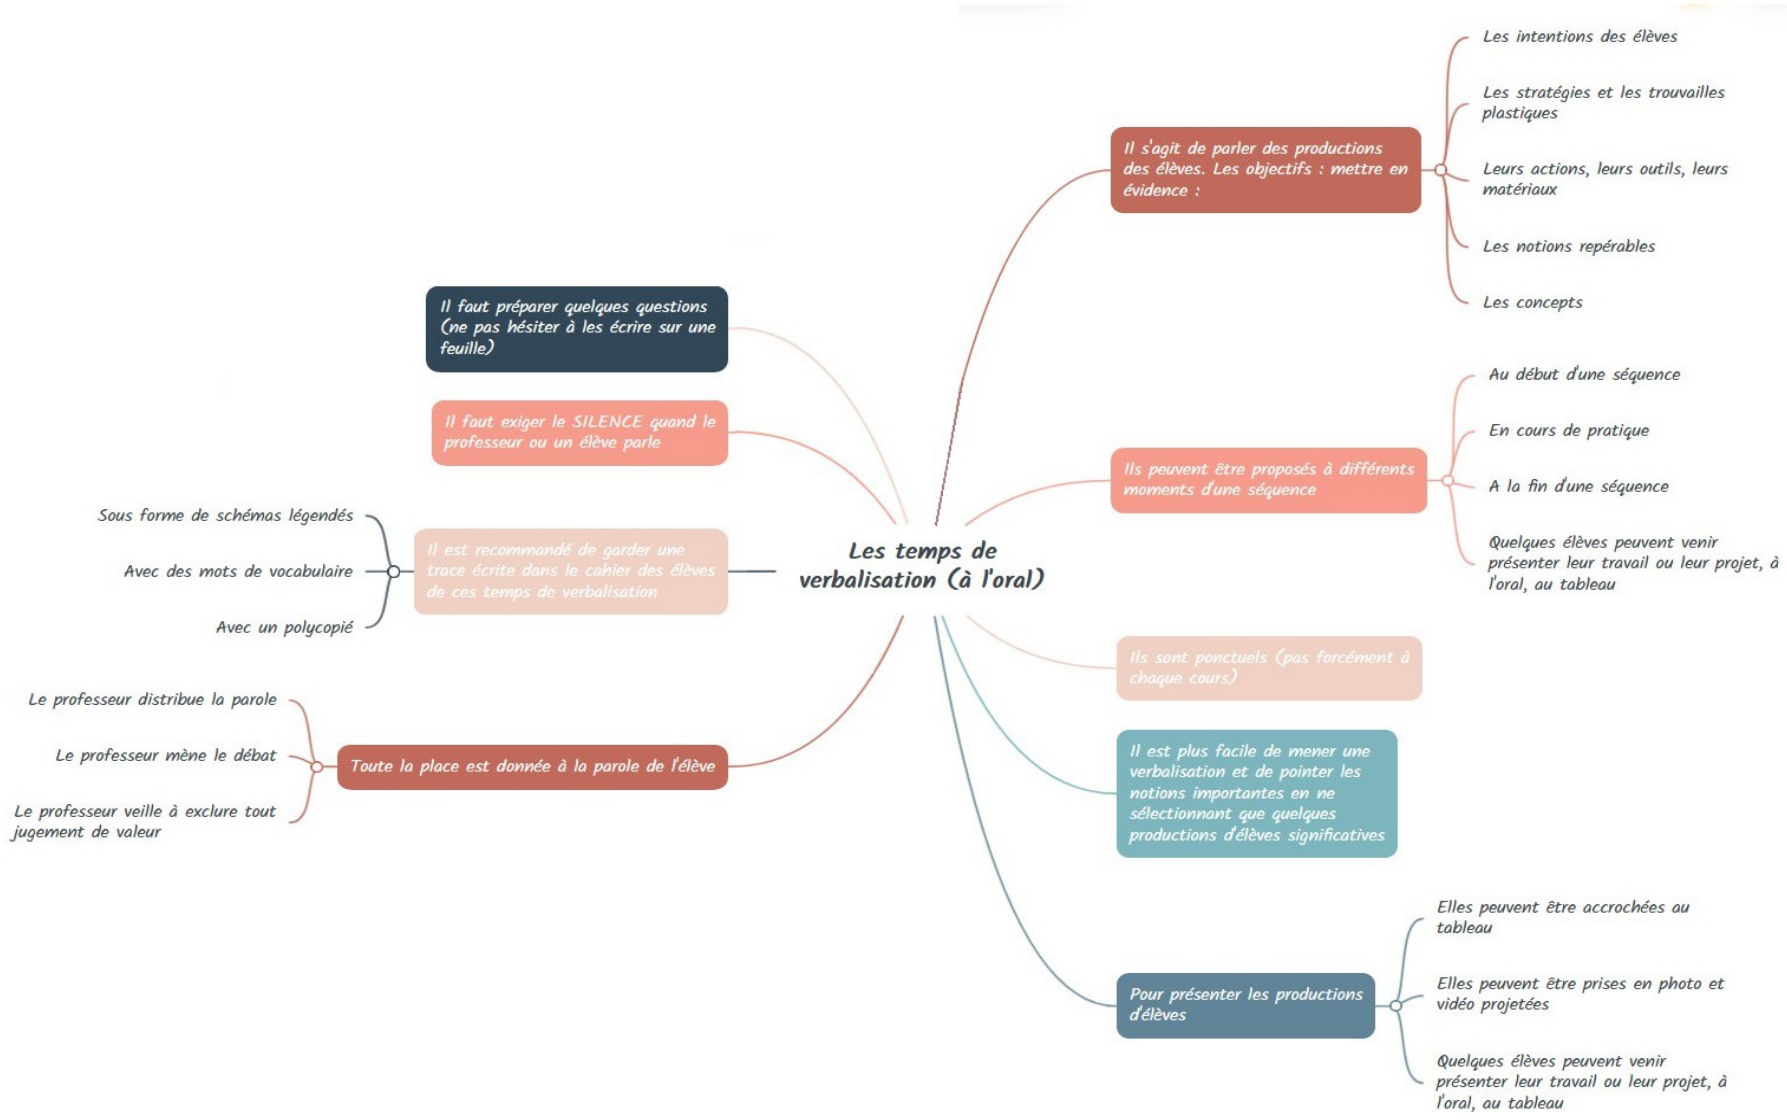 Les temps de
verbalisation (à l'oral)
Il s'agit de parler des productions
des élèves. Les objectifs : mettre en
évidence :
Les intentions des élèves
Les stratégies et les trouvailles
plastiques
Leurs actions, leurs outils, leurs
matériaux
Les notions repérables
Les concepts
Ils peuvent être proposés à différents
moments d'une séquence
Au début d'une séquence
En cours de pratique
A la fin d'une séquence
Quelques élèves peuvent venir
présenter leur travail ou leur projet, à
l'oral, au tableau
Ils sont ponctuels (pas forcément à
chaque cours)
Il est plus facile de mener une
verbalisation et de pointer les
notions importantes en ne
sélectionnant que quelques
productions d'élèves significatives
Pour présenter les productions
d'élèves
Elles peuvent être accrochées au
tableau
Elles peuvent être prises en photo et
vidéo projetées
Quelques élèves peuvent venir
présenter leur travail ou leur projet, à
l'oral, au tableau
Il faut préparer quelques questions
(ne pas hésiter à les écrire sur une
feuille)
Il faut exiger le SILENCE quand le
professeur ou un élève parle
Il est recommandé de garder une
trace écrite dans le cahier des élèves
de ces temps de verbalisation
Sous forme de schémas légendés
Avec des mots de vocabulaire
Avec un polycopié
Toute la place est donnée à la parole de l'élève
Le professeur distribue la parole
Le professeur mène le débat
Le professeur veille à exclure tout
jugement de valeur